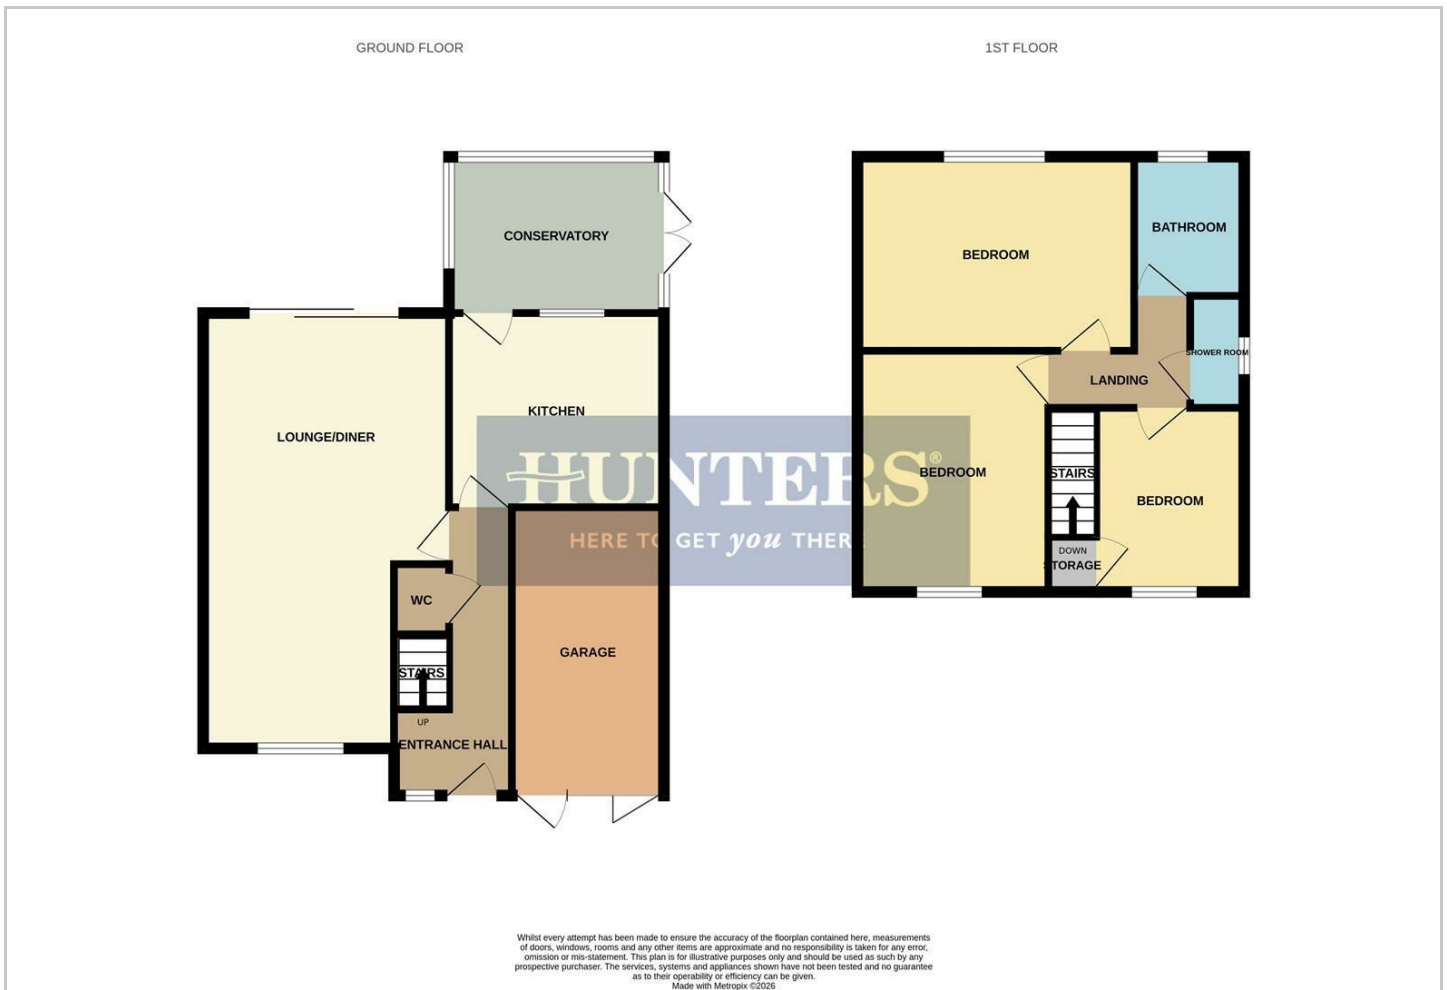 GROUND FLOOR
1ST FLOOR
CONSERVATORY
LOUNGE/DINER
KITCHEN
WC
STAIRS
UP
ENTRANCE HALL
GARAGE
BEDROOM
BATHROOM
SHOWER ROOM
LANDING
BEDROOM
STAIRS
BEDROOM
DOWN
STORAGE
HUNTERS®
HERE TO GET you THERE
Whilst every attempt has been made to ensure the accuracy of the floorplan contained here, measurements
of doors, windows, rooms and any other items are approximate and no responsibility is taken for any error,
omission or mis-statement. This plan is for illustrative purposes only and should be used as such by any
prospective purchaser. The services, systems and appliances shown have not been tested and no guarantee
as to their operability or efficiency can be given.
Made with Metropix ©2026